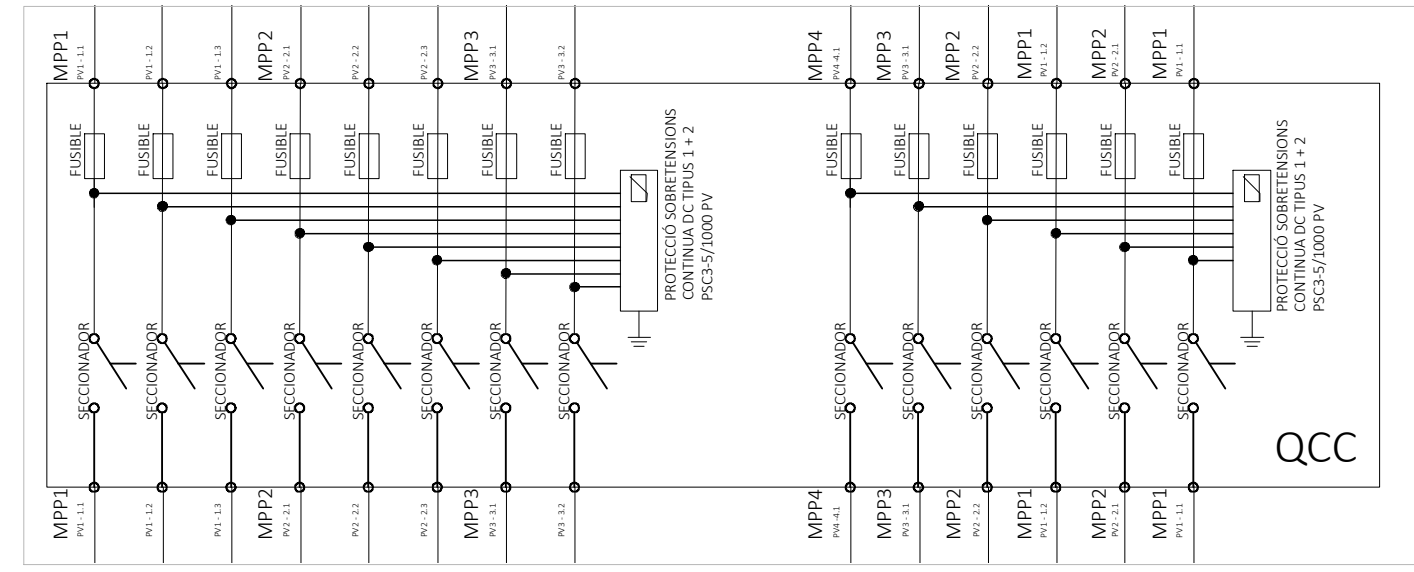 MPP1
PV1 - 1.1
PV1 - 1.2
PV1 - 1.3
MPP2
PV2 - 2.1
PV2 - 2.2
PV2 - 2.3
MPP3
PV3 - 3.1
PV3 - 3.2
MPP4
PV4 -4.1
MPP3
PV3 - 3.1
MPP2
PV2 - 2.2
MPP1
PV1 - 1.2
MPP2
PV2 - 2.1
MPP1
PV1 - 1.1
FUSIBLE
FUSIBLE
FUSIBLE
FUSIBLE
FUSIBLE
FUSIBLE
FUSIBLE
FUSIBLE
PROTECCIÓ SOBRETENSIONS
CONTINUA DC TIPUS 1 + 2
PSC3-5/1000 PV
FUSIBLE
FUSIBLE
FUSIBLE
FUSIBLE
FUSIBLE
FUSIBLE
PROTECCIÓ SOBRETENSIONS
CONTINUA DC TIPUS 1 + 2
PSC3-5/1000 PV
SECCIONADOR
SECCIONADOR
SECCIONADOR
SECCIONADOR
SECCIONADOR
SECCIONADOR
SECCIONADOR
SECCIONADOR
SECCIONADOR
SECCIONADOR
SECCIONADOR
SECCIONADOR
SECCIONADOR
SECCIONADOR
QCC
MPP1
PV1 - 1.1
PV1 - 1.2
PV1 - 1.3
MPP2
PV2 - 2.1
PV2 - 2.2
PV2 - 2.3
MPP3
PV3 - 3.1
PV3 - 3.2
MPP4
PV4 -4.1
MPP3
PV3 - 3.1
MPP2
PV2 - 2.2
MPP1
PV1 - 1.2
MPP2
PV2 - 2.1
MPP1
PV1 - 1.1